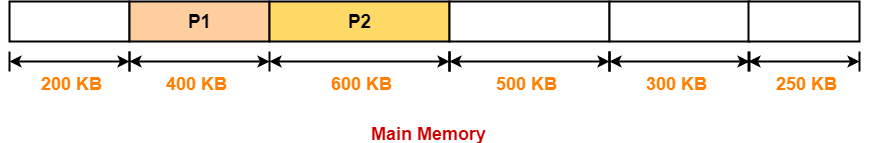 P1 P2
200 KB 400 KB 600 KB 500 KB 300 KB 250 KB
Main Memory